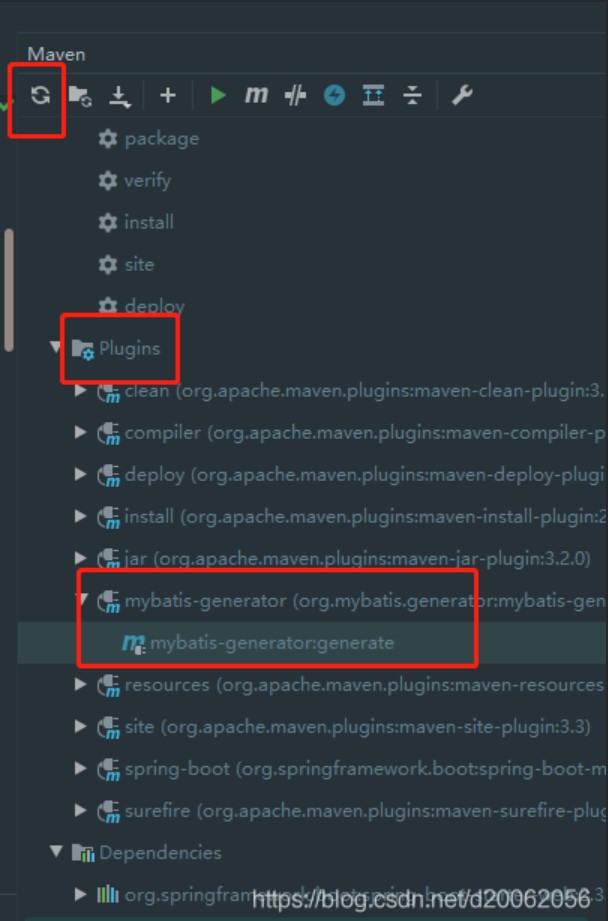 Maven
m
package
verify
install
site
deploy
Plugins
clean (org.apache.maven.plugins:maven-clean-plugin:3.
compiler (org.apache.maven.plugins:maven-compiler-p
deploy (org.apache.maven.plugins:maven-deploy-plugi
install (org.apache.maven.plugins:maven-install-plugin:2
jar (org.apache.maven.plugins:maven-jar-plugin:3.2.0)
mybatis-generator (org.mybatis.generator:mybatis-gen
mybatis-generator:generate
resources (org.apache.maven.plugins:maven-resources
site (org.apache.maven.plugins:maven-site-plugin:3.3)
spring-boot (org.springframework.boot:spring-boot-m
surefire (org.apache.maven.plugins:maven-surefire-plug
Dependencies
https://blog.csdn.net/d20062056